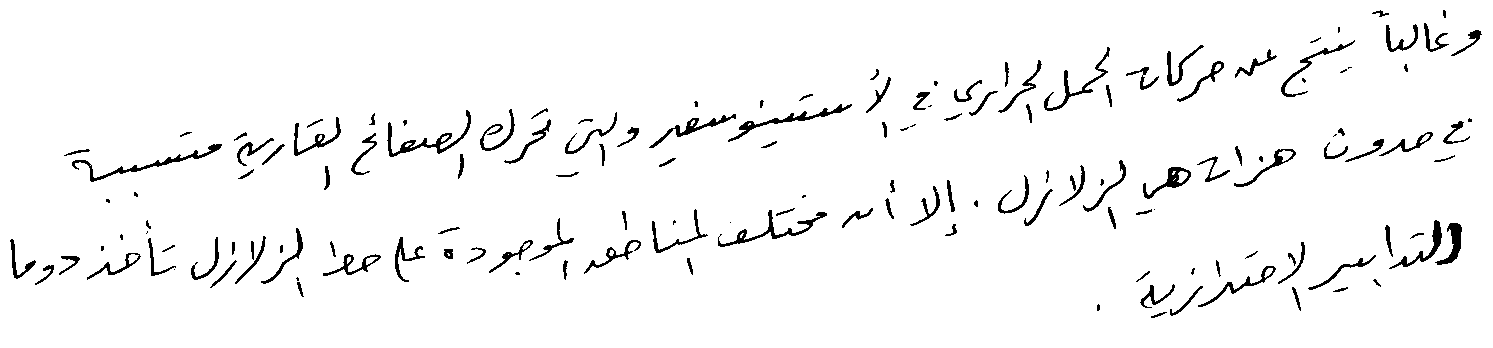 وغالباً ينتج عن حركات الحمل الحراري في الأستينوسفير والتي تحرك الصفائح القارية متسببة
في حدوث هزات هي الزلازل . إلا أن مختلف المناطق الموجودة على خط الزلازل تأخذ دوما
التدابير الاحترازية .